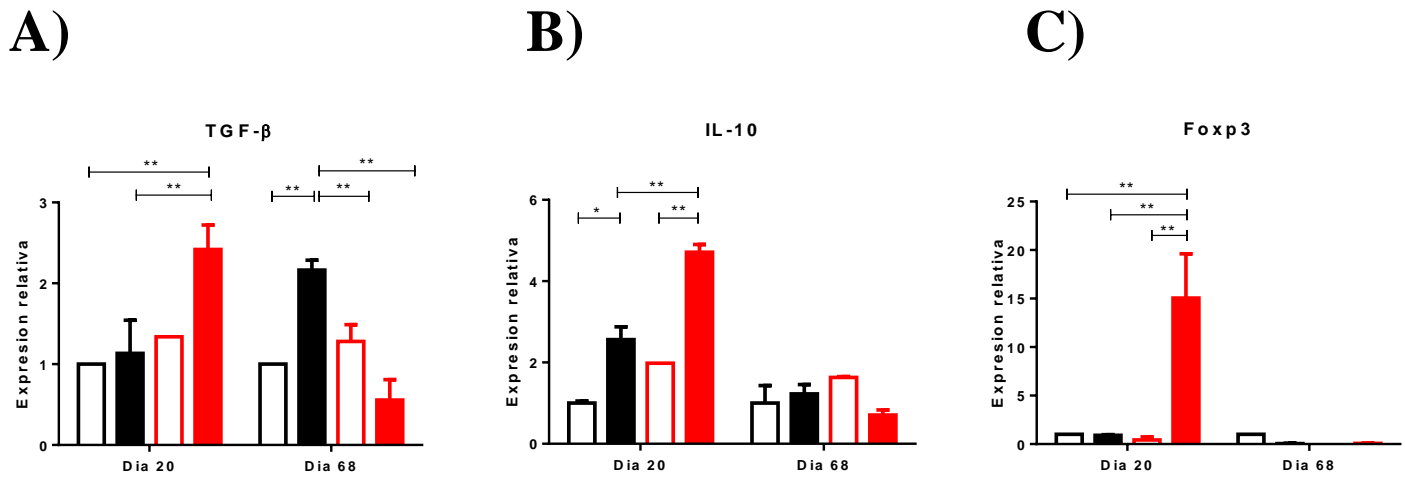 A)
B)
C)
TGF-β
**
**
**
**
**
Expresion relativa
3
2
1
0
Dia 20
Dia 68
IL-10
**
*
**
Expresion relativa
6
4
2
0
Dia 20
Dia 68
Foxp3
**
**
**
Expresion relativa
25
20
15
10
5
0
Dia 20
Dia 68